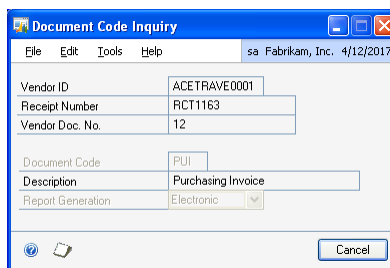 Document Code Inquiry
File Edit Tools Help sa Fabrikam, Inc. 4/12/2017
Vendor ID ACETRAVE0001
Receipt Number RCT1163
Vendor Doc. No. 12
Document Code PUI
Description Purchasing Invoice
Report Generation Electronic
Cancel